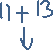 11 + 13
↓